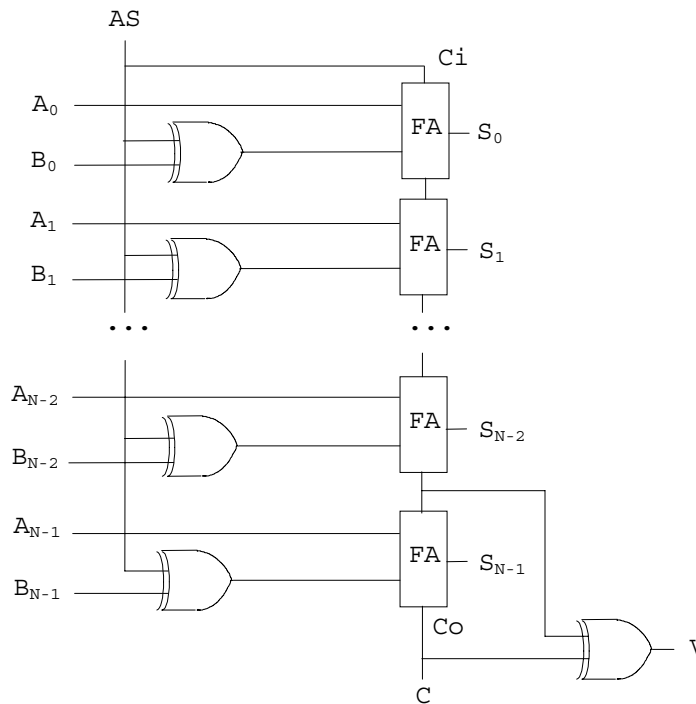 AS
Ci
A₀
FA
S₀
B₀
A₁
FA
S₁
B₁
... ...
Aₙ₋₂
FA
Sₙ₋₂
Bₙ₋₂
Aₙ₋₁
FA
Sₙ₋₁
Bₙ₋₁
Co
V
C